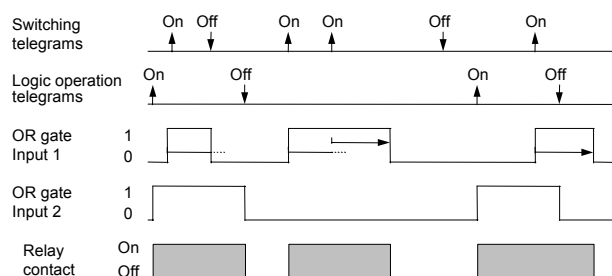 Switching
telegrams
On Off On On Off On
Logic operation
telegrams
On Off On Off
OR gate
Input 1
1
0
OR gate
Input 2
1
0
Relay
contact
On
Off